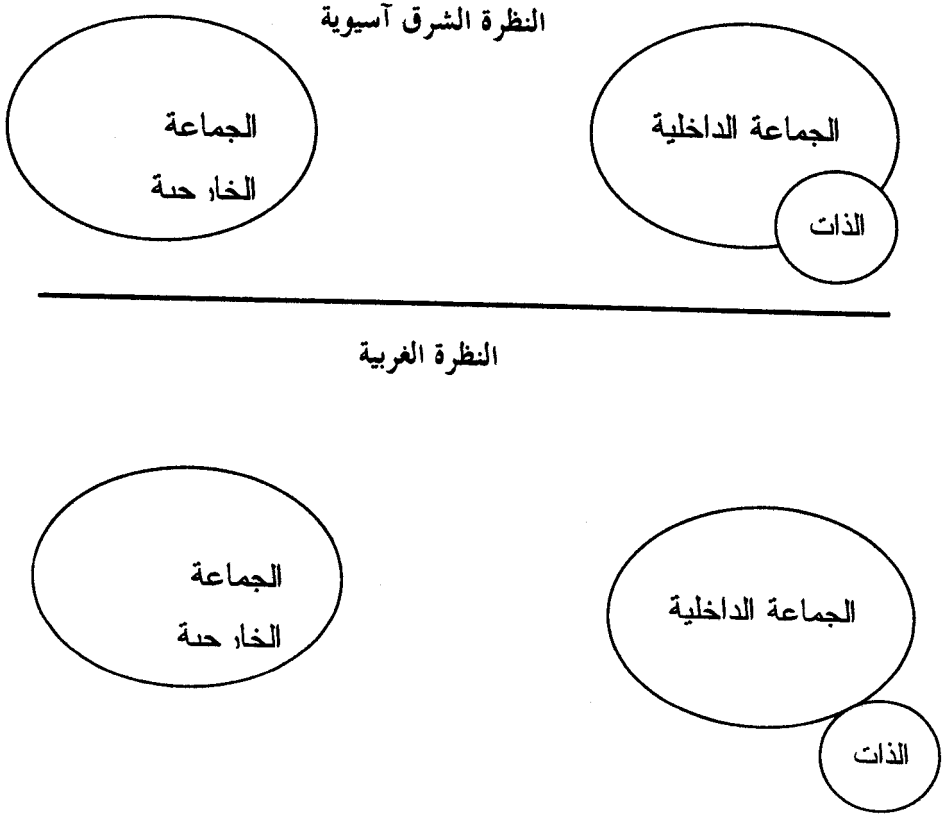 النظرة الشرق آسيوية
الجماعة الداخلية
الذات
الجماعة
الخارجية
النظرة الغربية
الجماعة الداخلية
الذات
الجماعة
الخارجية